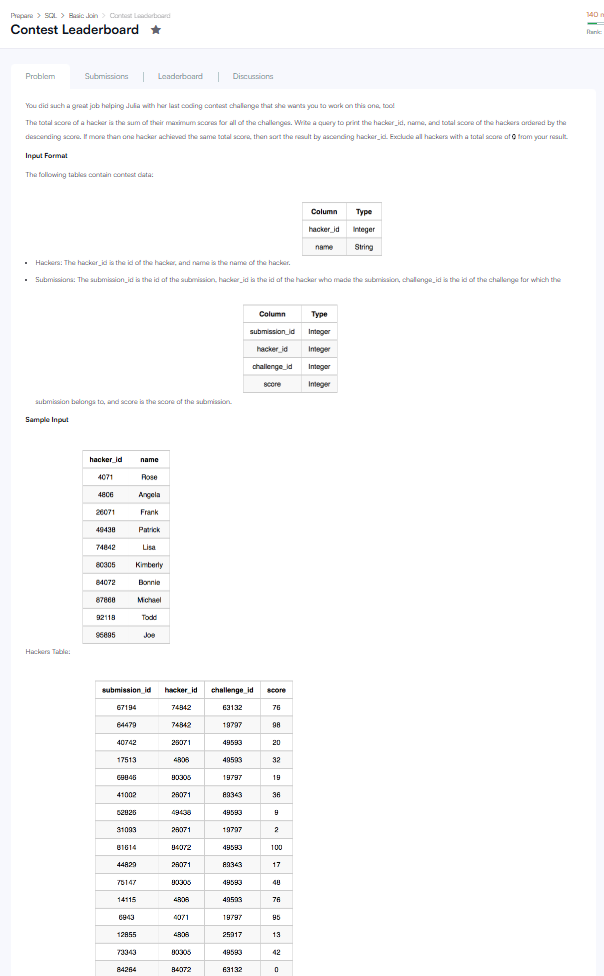 Prepare > SQL > Basic Join > Contest Leaderboard
140
Contest Leaderboard
Rank:
Problem Submissions Leaderboard Discussions
You did such a great job helping Julia with her last coding contest challenge that she wants you to work on this one, too!
The total score of a hacker is the sum of their maximum scores for all of the challenges. Write a query to print the hacker_id, name, and total score of the hackers ordered by the
descending score. If more than one hacker achieved the same total score, then sort the result by ascending hacker_id. Exclude all hackers with a total score of 0 from your result.
Input Format
The following tables contain contest data:
Column Type
hacker_id Integer
name String
• Hackers: The hacker_id is the id of the hacker, and name is the name of the hacker.
• Submissions: The submission_id is the id of the submission, hacker_id is the id of the hacker who made the submission, challenge_id is the id of the challenge for which the
Column Type
submission_id Integer
hacker_id Integer
challenge_id Integer
score Integer
submission belongs to, and score is the score of the submission.
Sample Input
hacker_id name
4071 Rose
4806 Angela
26071 Frank
49438 Patrick
74842 Lisa
80305 Kimberly
84072 Bonnie
87868 Michael
92118 Todd
95895 Joe
Hackers Table:
submission_id hacker_id challenge_id score
67194 74842 63132 76
64479 74842 19797 98
40742 26071 49593 20
17513 4806 49593 32
69846 80305 19797 19
41002 26071 89343 36
52826 49438 49593 9
31093 26071 19797 2
81614 84072 49593 100
44829 26071 89343 17
75147 80305 49593 48
14115 4806 49593 76
6943 4071 19797 95
12855 4806 25917 13
73343 80305 49593 42
84264 84072 63132 0